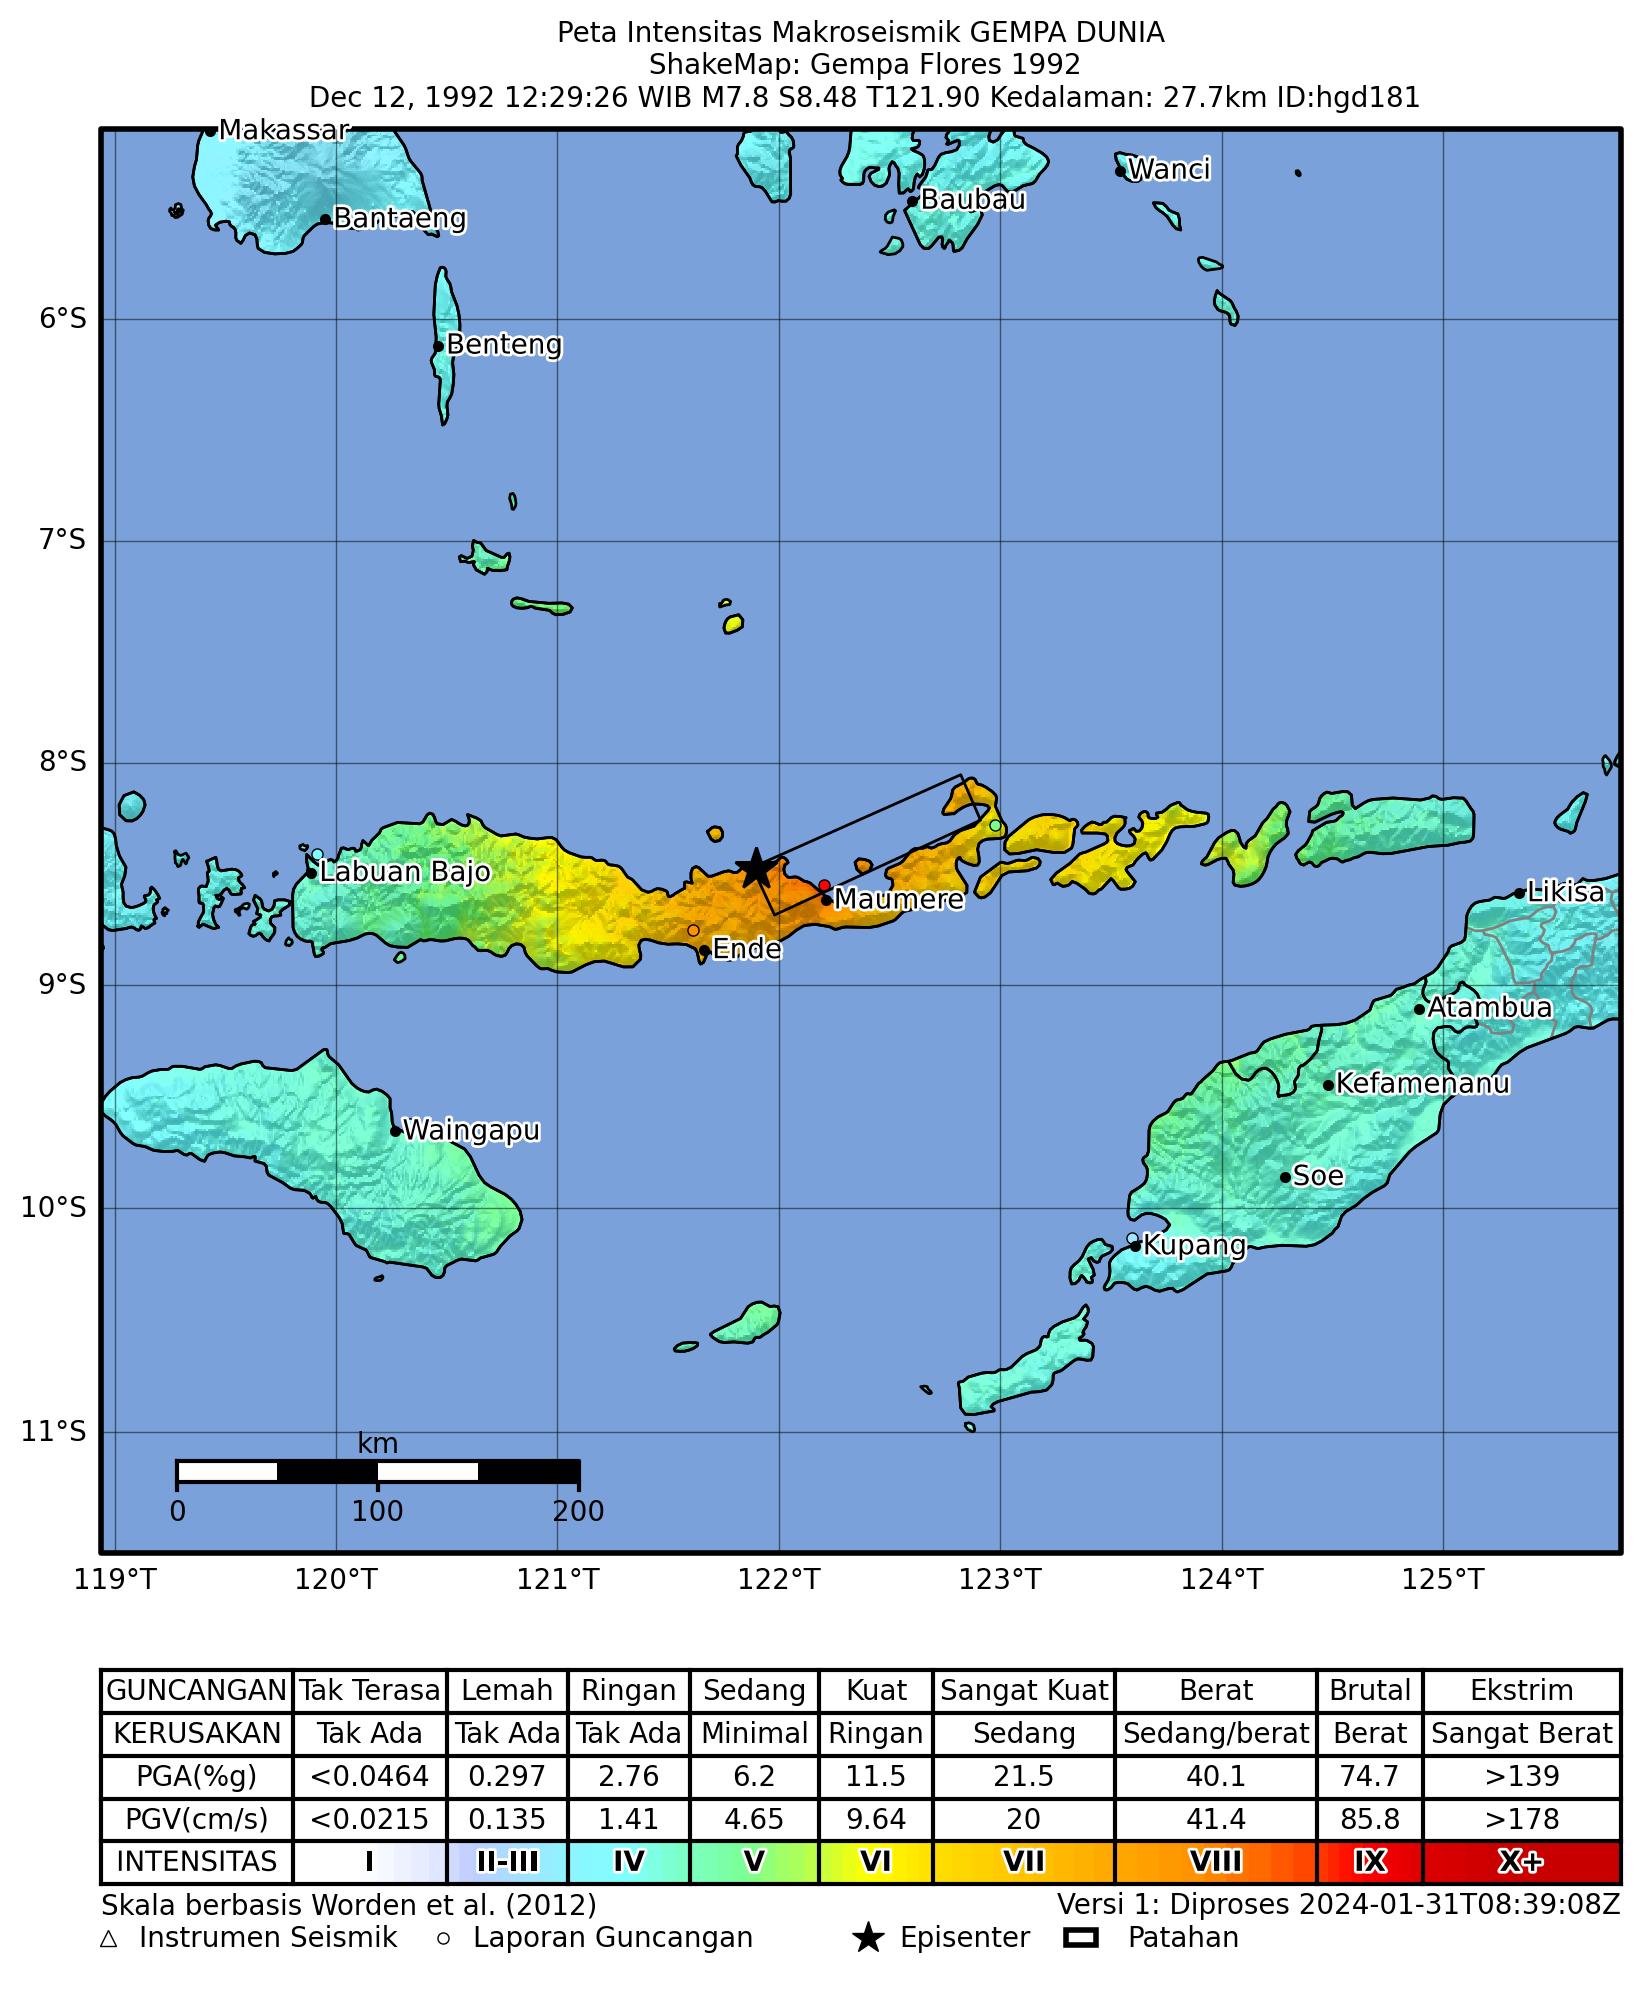 Peta Intensitas Makroseismik GEMPA DUNIA
ShakeMap: Gempa Flores 1992
Dec 12, 1992 12:29:26 WIB M7.8 S8.48 T121.90 Kedalaman: 27.7km ID:hgd181
Makassar
Wanci
Baubau
Bantaeng
6°S
Benteng
7°S
8°S
Labuan Bajo
Likisa
Maumere
Ende
9°S
Atambua
Kefamenanu
Waingapu
Soe
10°S
Kupang
11°S
km
0 100 200
119°T 120°T 121°T 122°T 123°T 124°T 125°T
GUNCANGAN Tak Terasa Lemah Ringan Sedang Kuat Sangat Kuat Berat Brutal Ekstrim
KERUSAKAN Tak Ada Tak Ada Tak Ada Minimal Ringan Sedang Sedang/berat Berat Sangat Berat
PGA(%g) <0.0464 0.297 2.76 6.2 11.5 21.5 40.1 74.7 >139
PGV(cm/s) <0.0215 0.135 1.41 4.65 9.64 20 41.4 85.8 >178
INTENSITAS I II-III IV V VI VII VIII IX X+
Skala berbasis Worden et al. (2012) Versi 1: Diproses 2024-01-31T08:39:08Z
Instrumen Seismik Laporan Guncangan Episenter Patahan